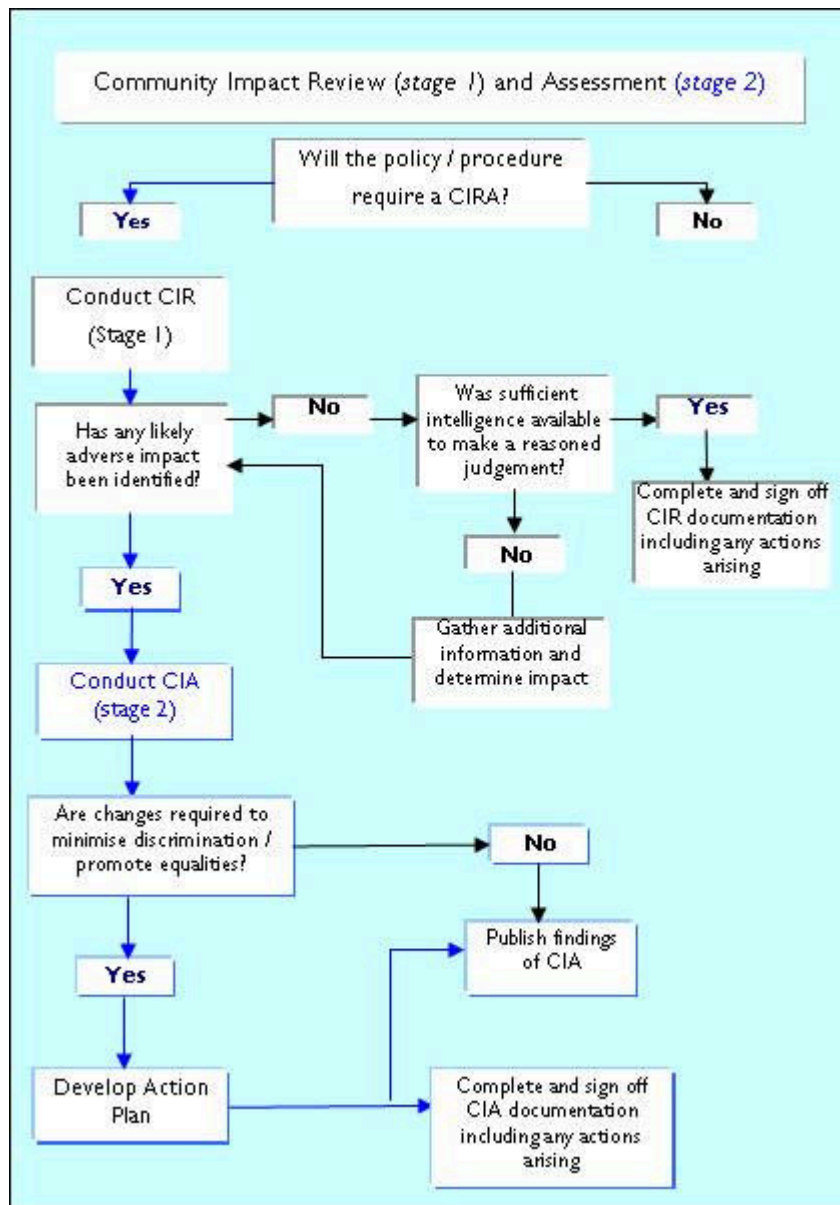 Community Impact Review (stage 1) and Assessment (stage 2)
Will the policy / procedure
require a CIRA?
Yes
No
Conduct CIR
(Stage 1)
Has any likely
adverse impact
been identified?
No
Was sufficient
intelligence available
to make a reasoned
judgement?
Yes
Complete and sign off
CIR documentation
including any actions
arising
No
Gather additional
information and
determine impact
Yes
Conduct CIA
(stage 2)
Are changes required to
minimise discrimination /
promote equalities?
No
Publish findings
of CIA
Yes
Develop Action
Plan
Complete and sign off
CIA documentation
including any actions
arising